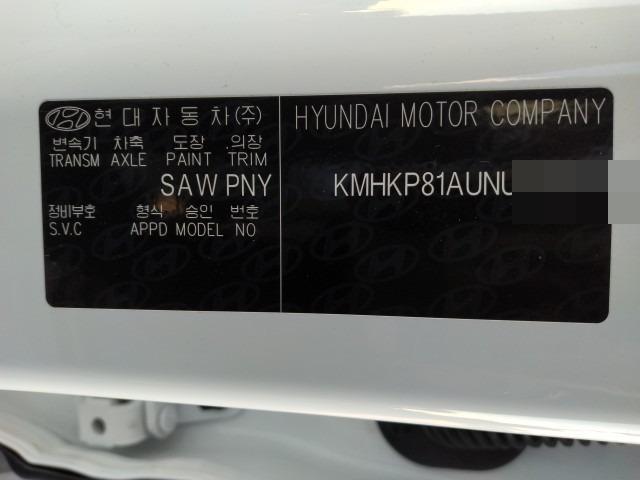 현대자동차(주)
변속기 차축 도장 .의장
TRANSM AXLE PAINT TRIM
SAW PNY
정비부호 형식 승인 번호
S.V.C APPD MODEL NO
HYUNDAI MOTOR COMPANY
KMHKP81AUNU